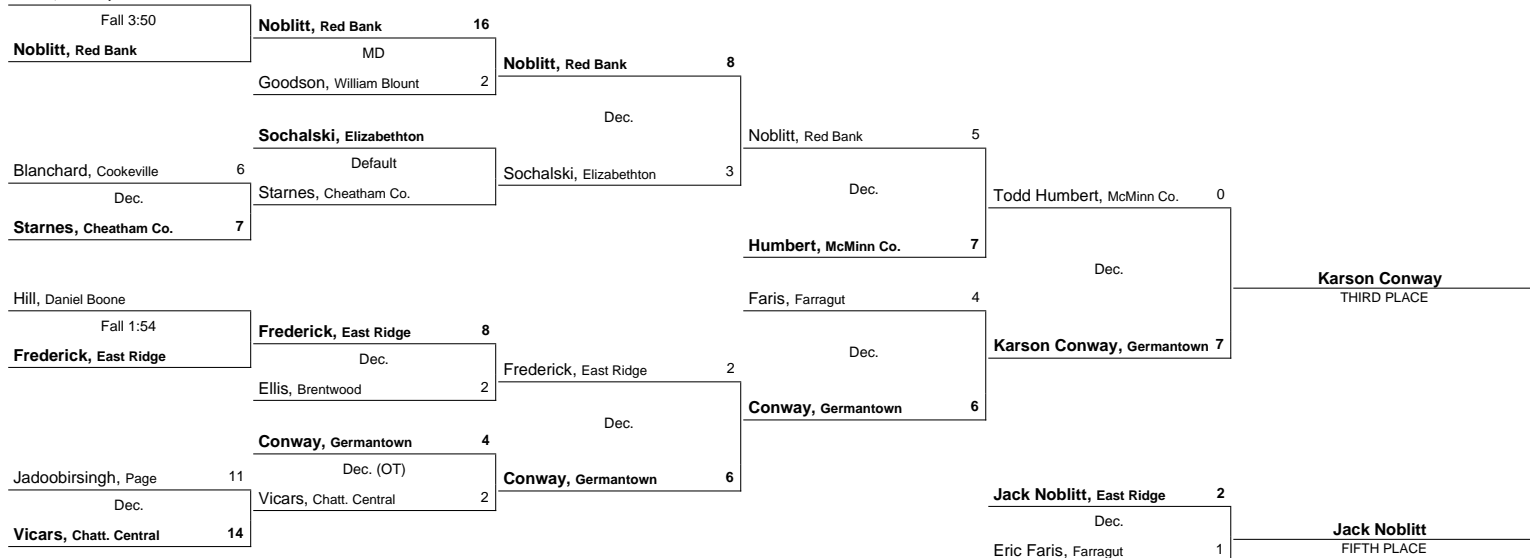 Fall 3:50
Noblitt, Red Bank
Noblitt, Red Bank 16
MD
Goodson, William Blount 2
Noblitt, Red Bank 8
Dec.
Sochalski, Elizabethton 3
Sochalski, Elizabethton
Default
Starnes, Cheatham Co.
Blanchard, Cookeville 6
Dec.
Starnes, Cheatham Co. 7
Noblitt, Red Bank 5
Dec.
Humbert, McMinn Co. 7
Todd Humbert, McMinn Co. 0
Dec.
Karson Conway, Germantown 7
Karson Conway
THIRD PLACE
Hill, Daniel Boone
Fall 1:54
Frederick, East Ridge
Frederick, East Ridge 8
Dec.
Ellis, Brentwood 2
Frederick, East Ridge 2
Dec.
Conway, Germantown 6
Faris, Farragut 4
Dec.
Conway, Germantown 6
Conway, Germantown 4
Dec. (OT)
Vicars, Chatt. Central 2
Jadoobirsingh, Page 11
Dec.
Vicars, Chatt. Central 14
Jack Noblitt, East Ridge 2
Dec.
Eric Faris, Farragut 1
Jack Noblitt
FIFTH PLACE